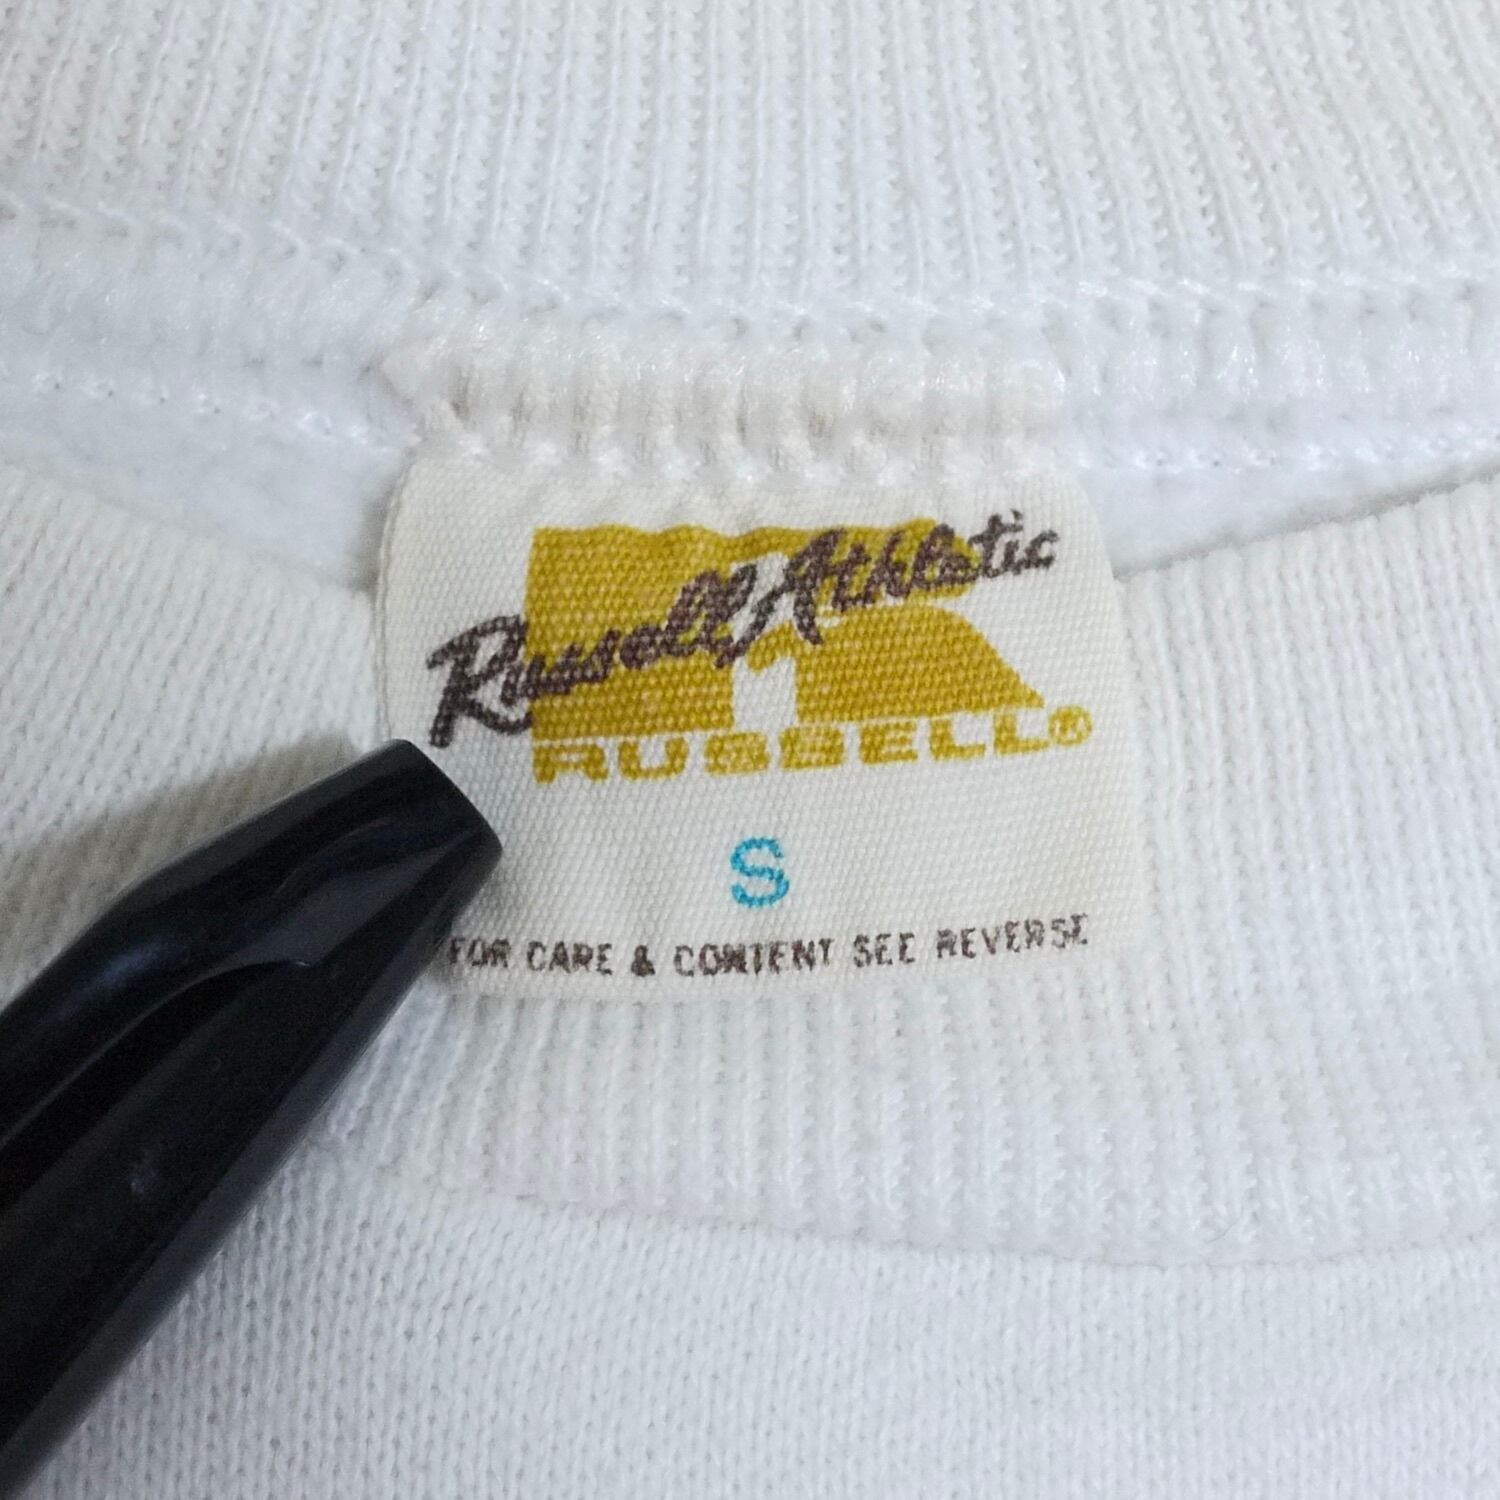 Russell Athletic
RUSSELL®
S
FOR CARE & CONTENT SEE REVERSE